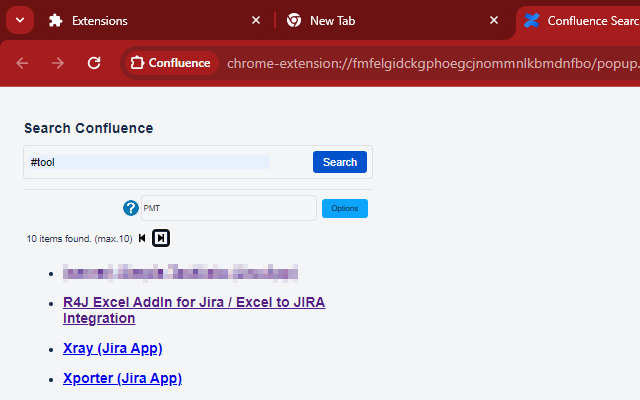 Extensions
New Tab
Confluence Searc
Confluence
chrome-extension://fmfelgidckgphoegcjnommnlkbmdnfbo/popup.
Search Confluence
#tool
Search
?
PMT
Options
10 items found. (max.10)
R4J Excel AddIn for Jira / Excel to JIRA
Integration
Xray (Jira App)
Xporter (Jira App)